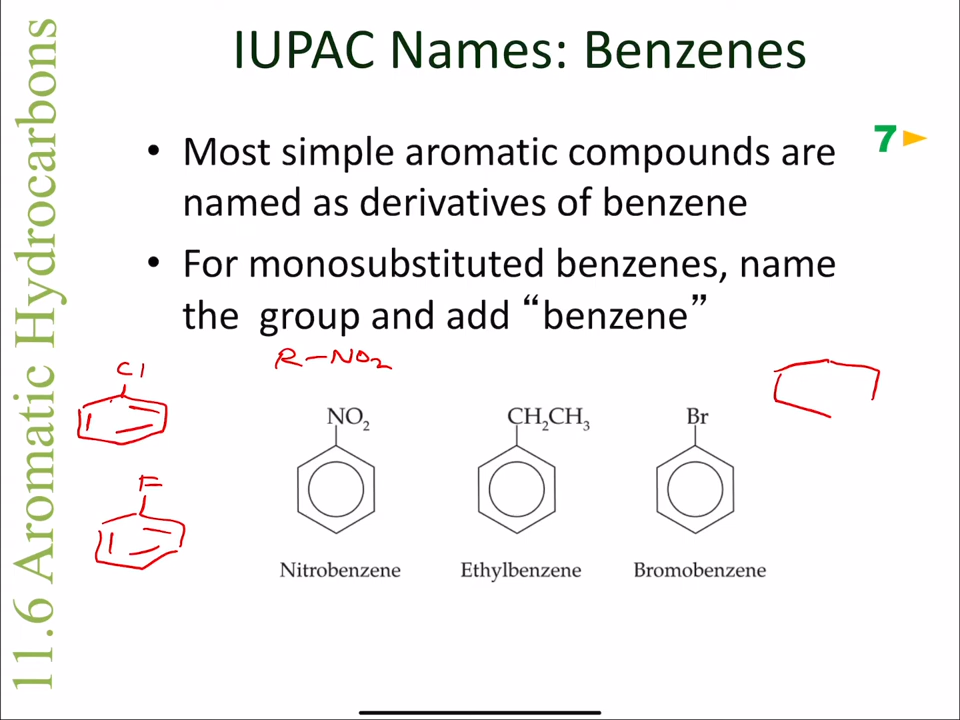 11.6 Aromatic Hydrocarbons
IUPAC Names: Benzenes
7
• Most simple aromatic compounds are
named as derivatives of benzene
• For monosubstituted benzenes, name
the group and add “benzene”
R-NO2
Cl
F
NO2
CH2CH3
Br
Nitrobenzene
Ethylbenzene
Bromobenzene